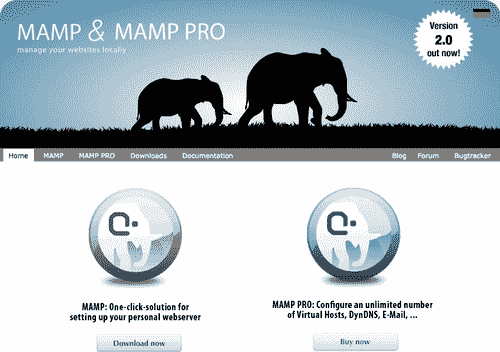 MAMP & MAMP PRO
manage your websites locally
Version
2.0
out now!
Home MAMP MAMP PRO Downloads Documentation Blog Forum Bugtracker
MAMP: One-click-solution for
setting up your personal webserver
Download now
MAMP PRO: Configure an unlimited number
of Virtual Hosts, DynDNS, E-Mail, ...
Buy now